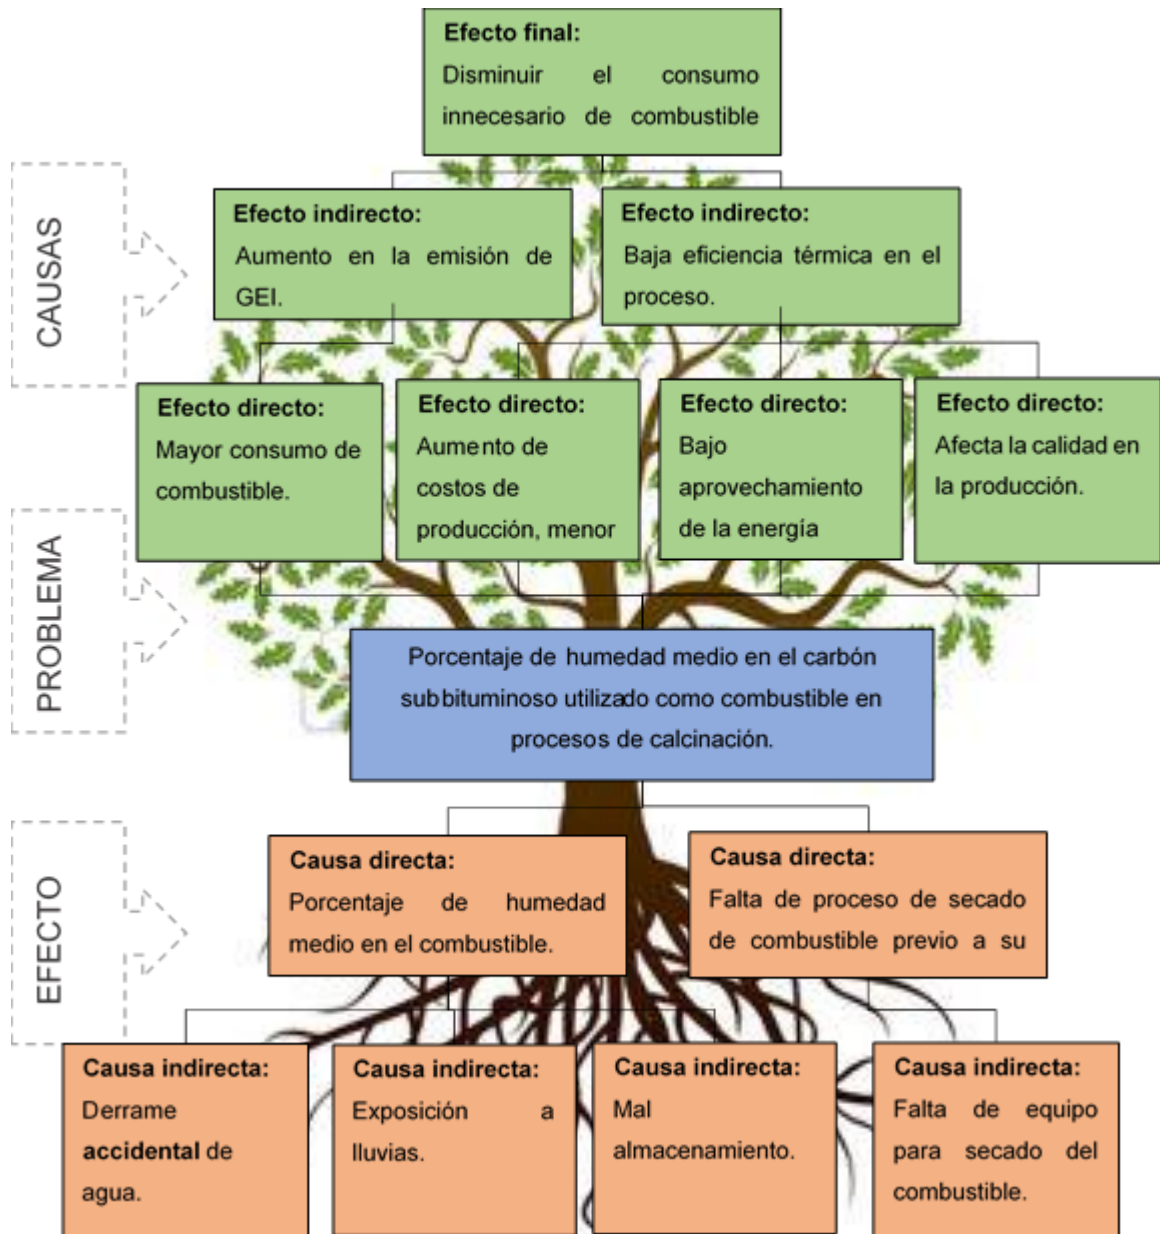 Efecto final:
Disminuir el consumo
innecesario de combustible
CAUSAS
Efecto indirecto:
Aumento en la emisión de
GEI.
Efecto indirecto:
Baja eficiencia térmica en el
proceso.
Efecto directo:
Mayor consumo de
combustible.
Efecto directo:
Aumento de
costos de
producción, menor
Efecto directo:
Bajo
aprovechamiento
de la energía
Efecto directo:
Afecta la calidad en
la producción.
PROBLEMA
Porcentaje de humedad medio en el carbón
subbituminoso utilizado como combustible en
procesos de calcinación.
EFECTO
Causa directa:
Porcentaje de humedad
medio en el combustible.
Causa directa:
Falta de proceso de secado
de combustible previo a su
Causa indirecta:
Derrame
accidental de
agua.
Causa indirecta:
Exposición a
lluvias.
Causa indirecta:
Mal
almacenamiento.
Causa indirecta:
Falta de equipo
para secado del
combustible.